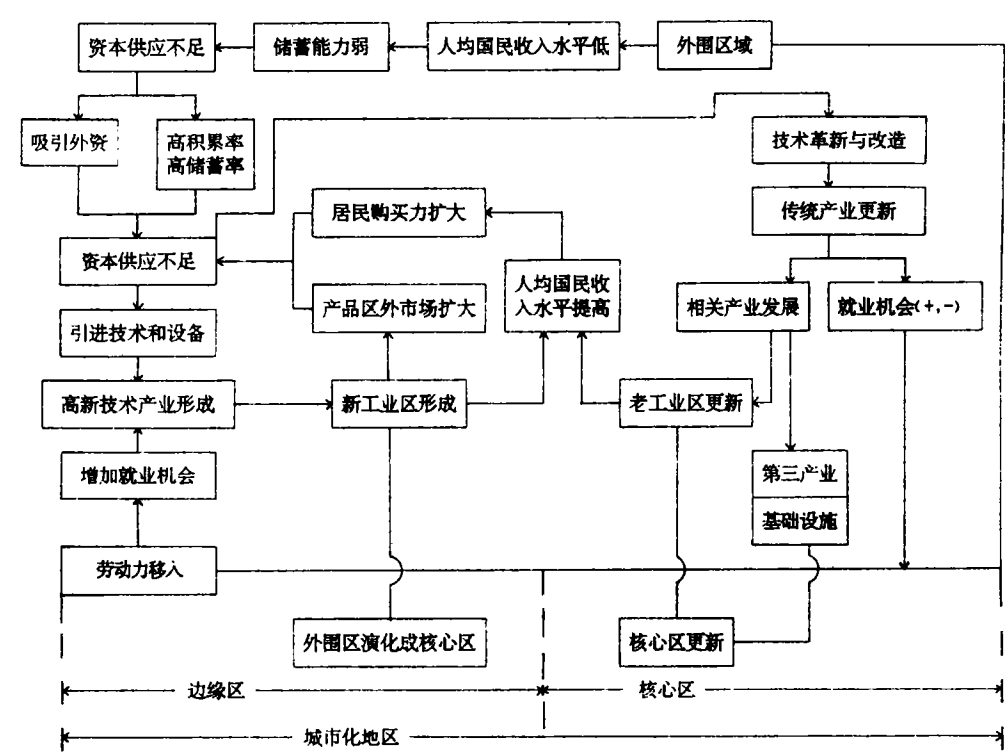 资本供应不足
储蓄能力弱
人均国民收入水平低
外围区域
吸引外资
高积累率
高储蓄率
技术革新与改造
居民购买力扩大
传统产业更新
资本供应不足
人均国民收
入水平提高
产品区外市场扩大
相关产业发展
就业机会(+,-)
引进技术和设备
高新技术产业形成
新工业区形成
老工业区更新
增加就业机会
第三产业
基础设施
劳动力移入
外围区演化成核心区
核心区更新
边缘区
核心区
城市化地区